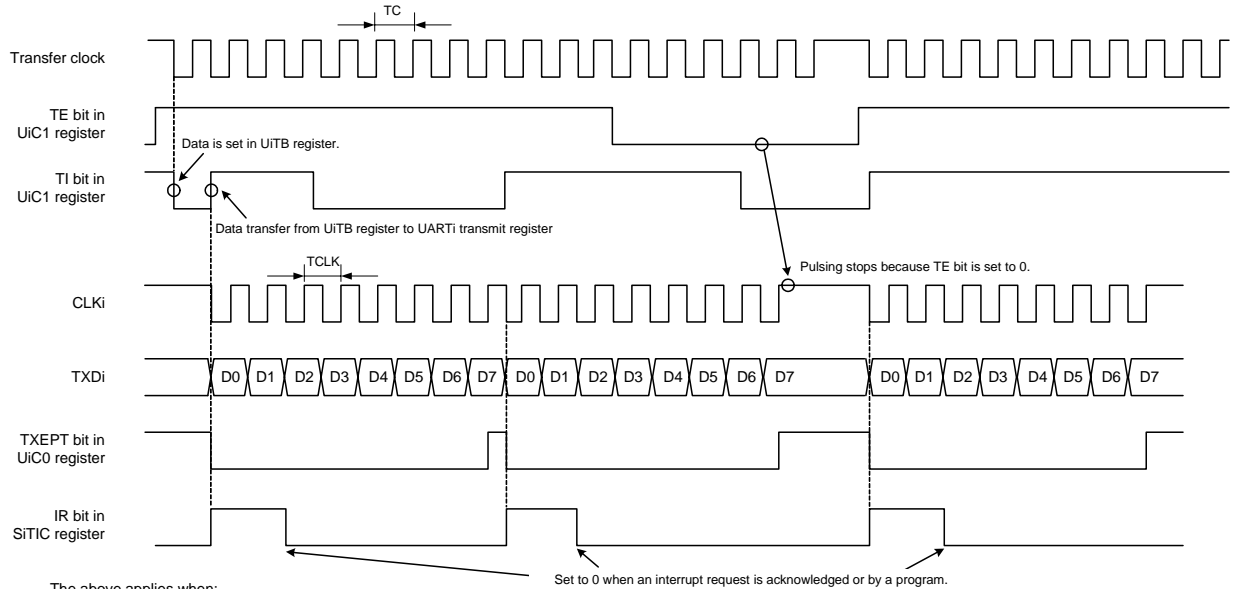 TC
Transfer clock
TE bit in
UiC1 register
Data is set in UiTB register.
TI bit in
UiC1 register
Data transfer from UiTB register to UARTi transmit register
TCLK
Pulsing stops because TE bit is set to 0.
CLKi
TXDi
D0 D1 D2 D3 D4 D5 D6 D7 D0 D1 D2 D3 D4 D5 D6 D7 D0 D1 D2 D3 D4 D5 D6 D7
TXEPT bit in
UiC0 register
IR bit in
SiTIC register
Set to 0 when an interrupt request is acknowledged or by a program.
The above applies when: